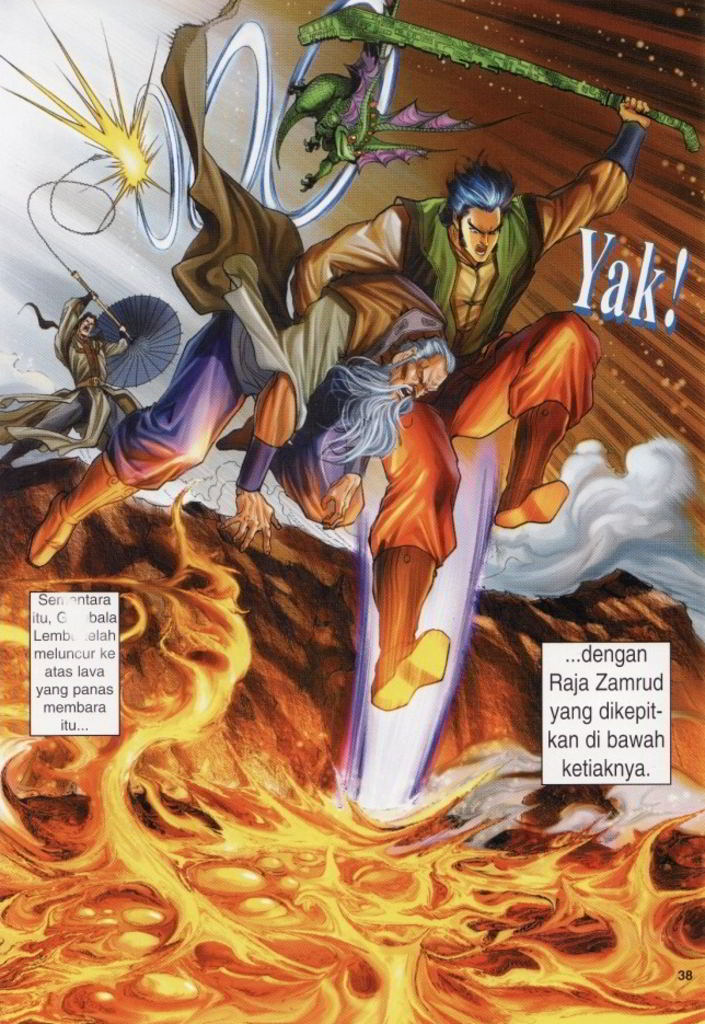 Yak!
Sementara
itu, G bala
Lembu telah
meluncur ke
atas lava
yang panas
membara
itu...
...dengan
Raja Zamrud
yang dikepit-
kan di bawah
ketiaknya.
38